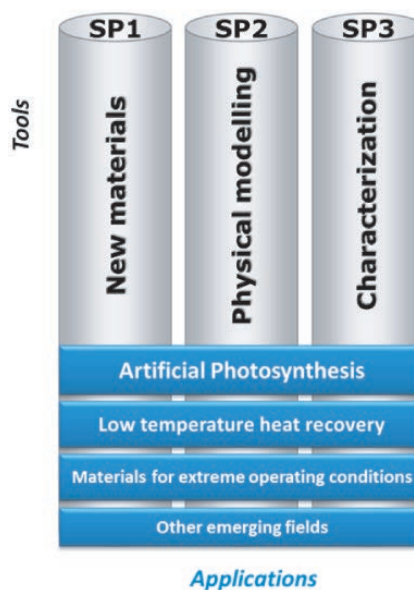 SP1
SP2
SP3
Tools
New materials
Physical modelling
Characterization
Artificial Photosynthesis
Low temperature heat recovery
Materials for extreme operating conditions
Other emerging fields
Applications